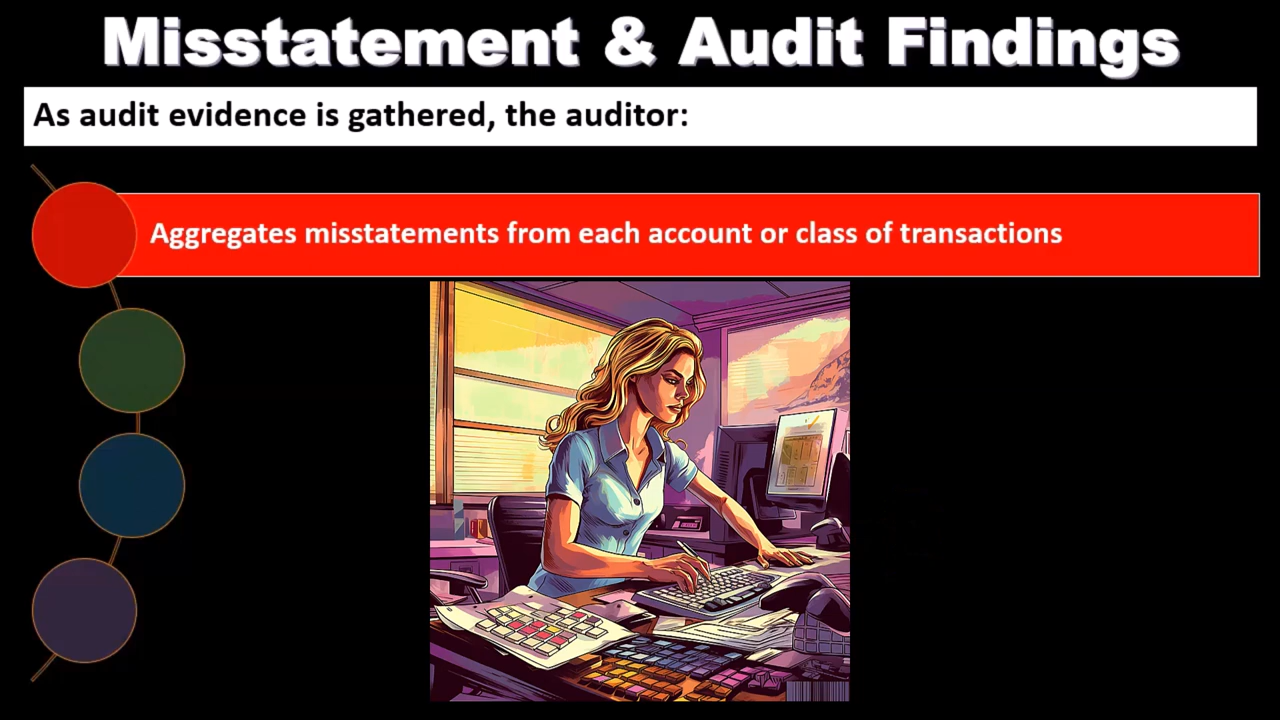 Misstatement & Audit Findings
As audit evidence is gathered, the auditor:
Aggregates misstatements from each account or class of transactions